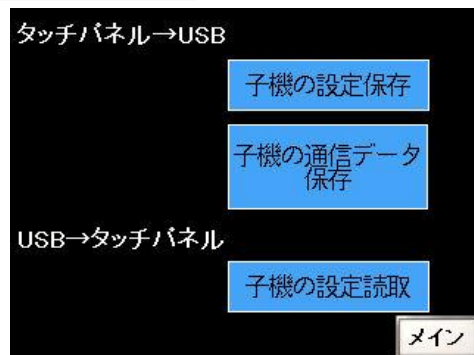 タッチパネル→USB
子機の設定保存
子機の通信データ
保存
USB→タッチパネル
子機の設定読取
メイン